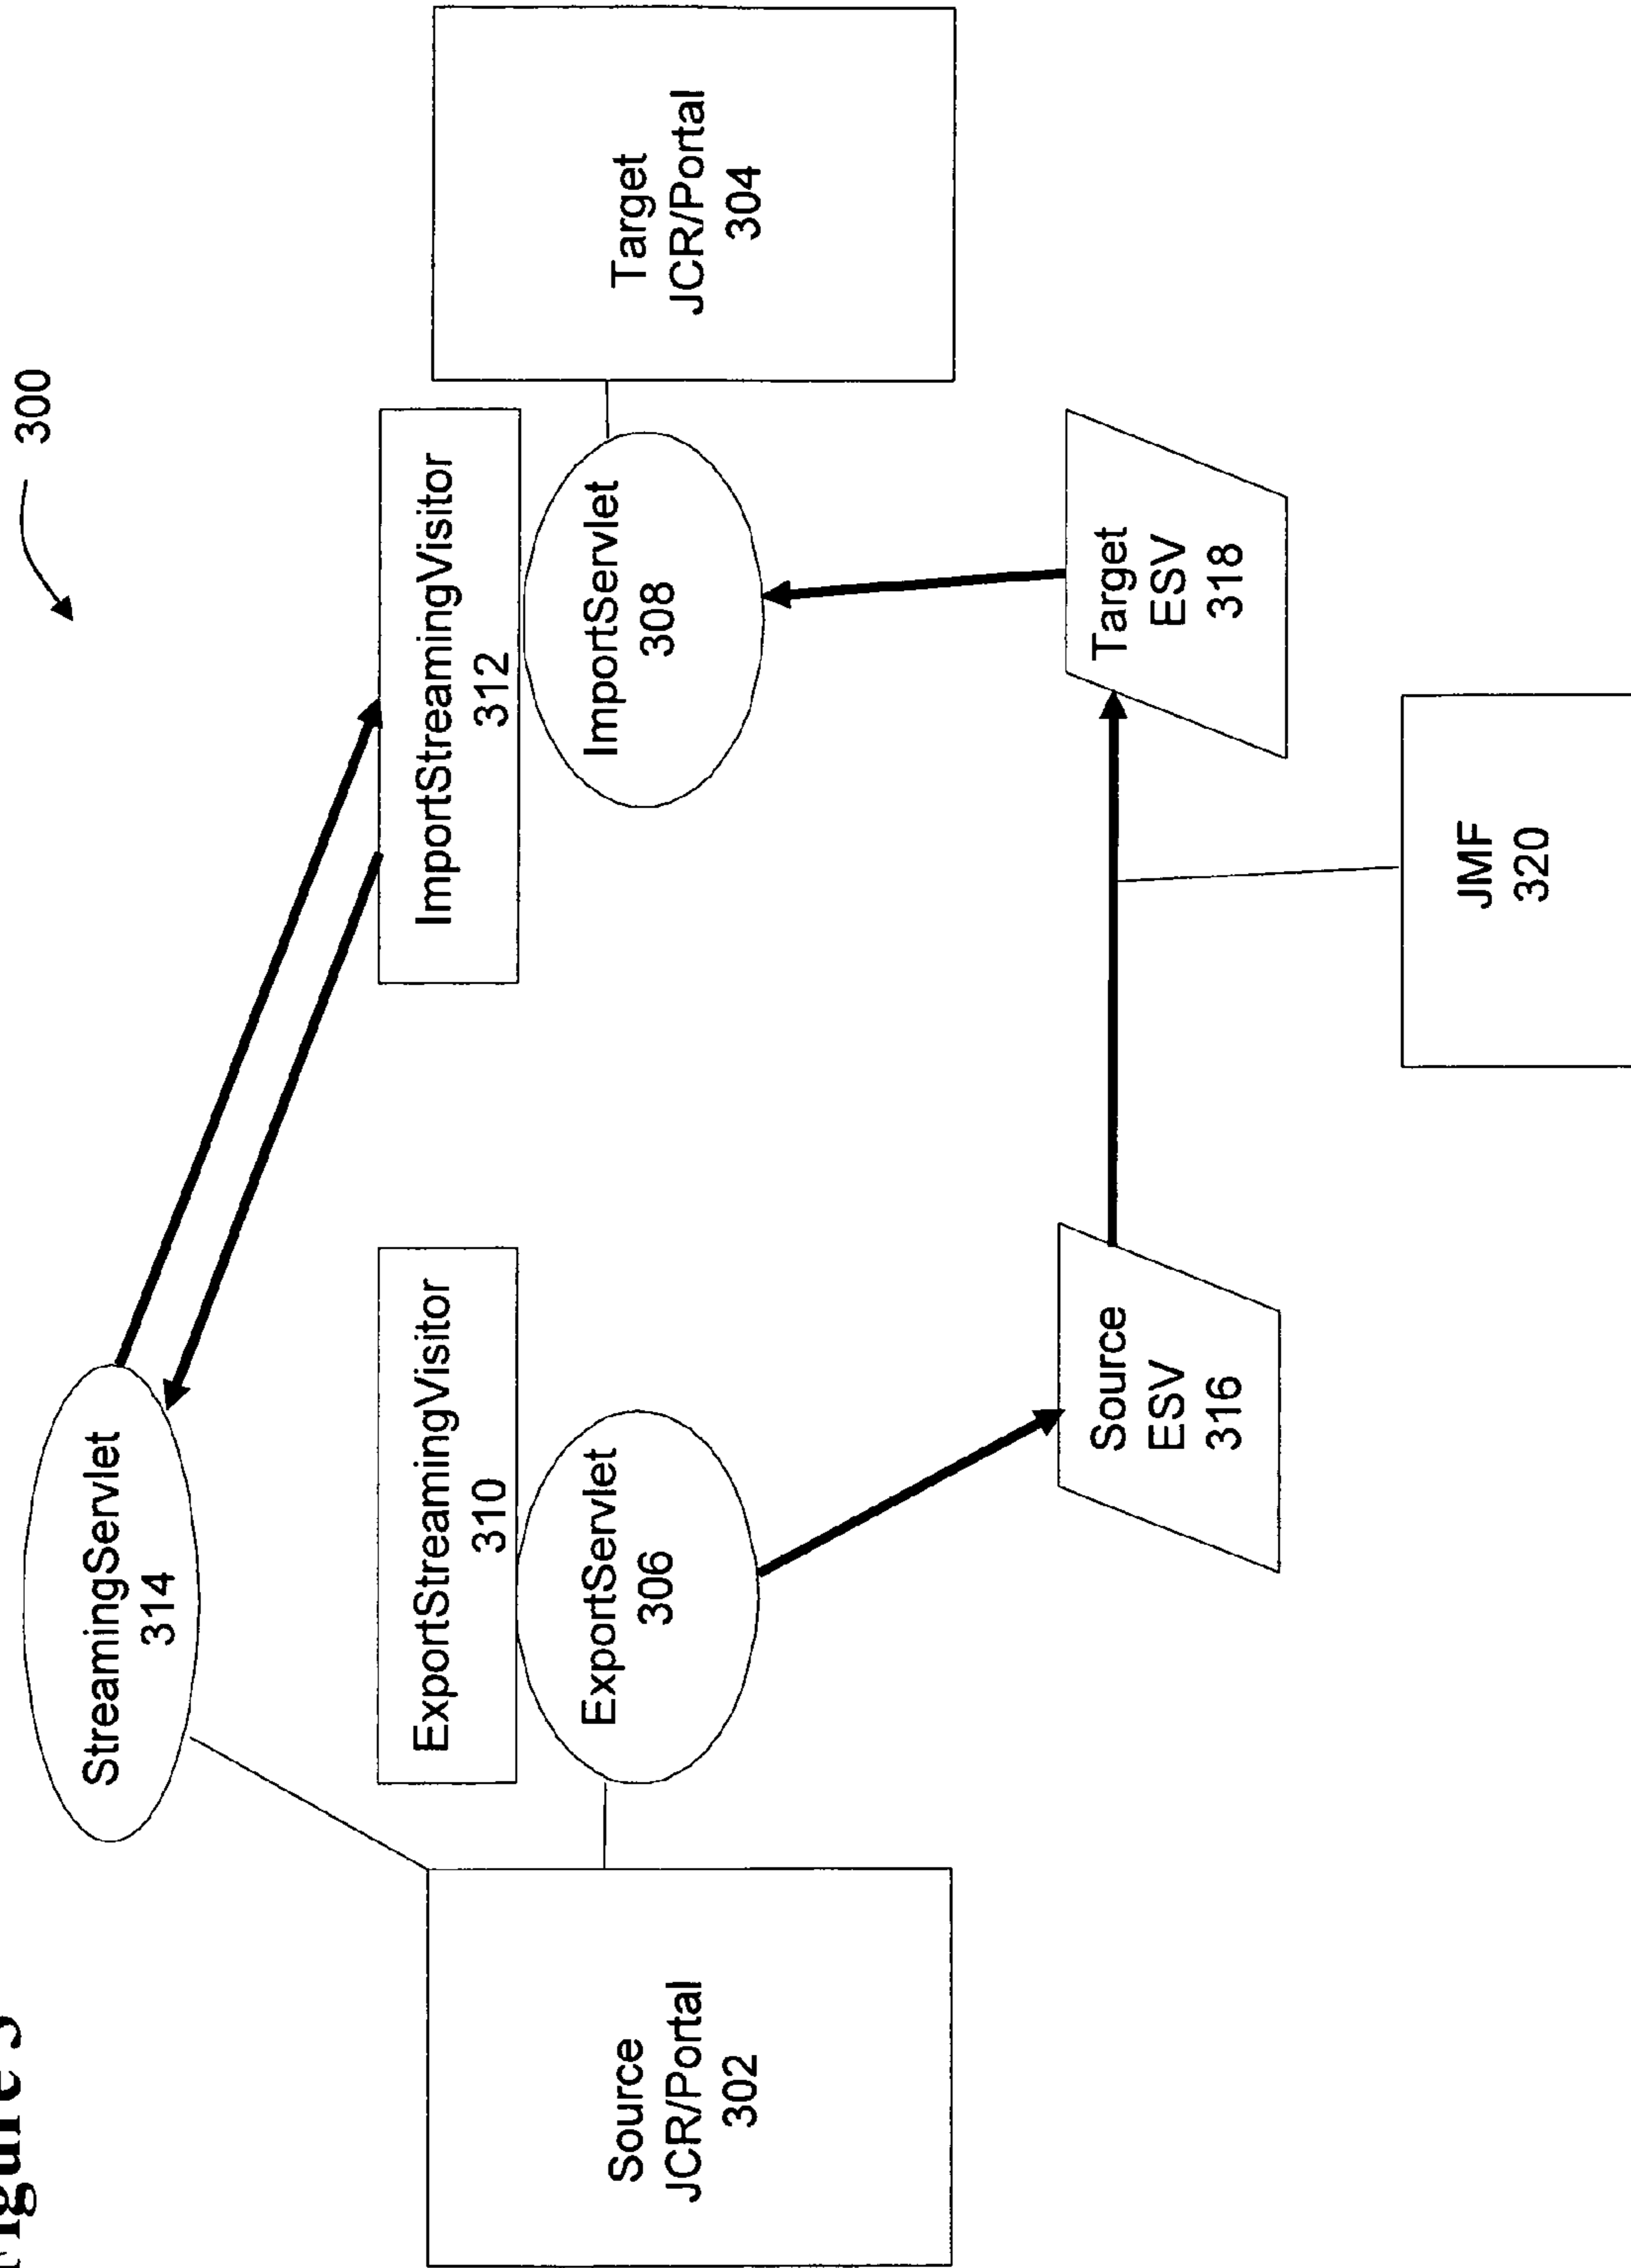 Figure 3
300
StreamingServlet
314
ExportStreamingVisitor
310
ImportStreamingVisitor
312
Source
JCR/Portal
302
ExportServlet
306
ImportServlet
308
Target
JCR/Portal
304
Source
ESV
316
Target
ESV
318
JMF
320